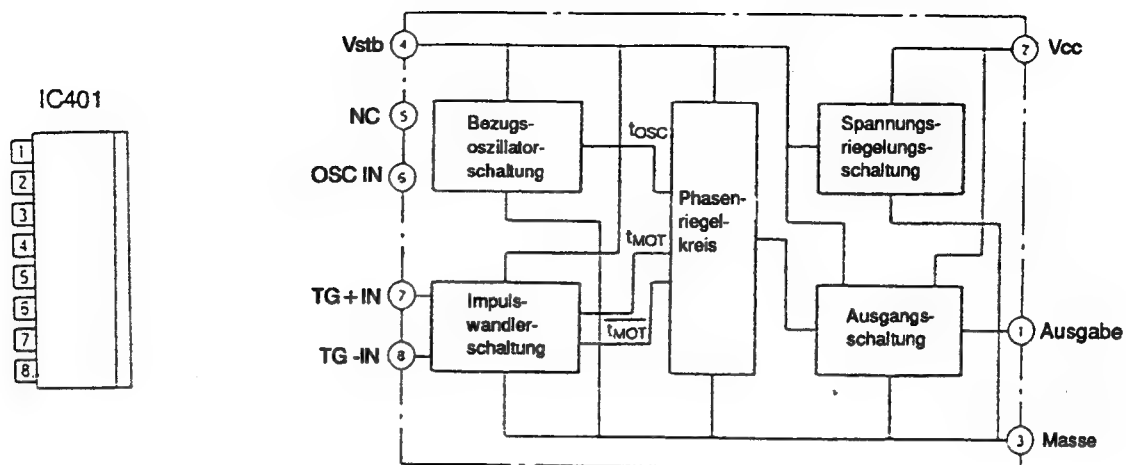 IC401
1
2
3
4
5
6
7
8
Vstb 4
NC 5
OSC IN 6
TG+IN 7
TG-IN 8
Bezugs-
oszillator-
schaltung
Impuls-
wandler-
schaltung
tOSC
tMOT
tMOT
Phasen-
riegel-
kreis
Spannungs-
riegelungs-
schaltung
Ausgangs-
schaltung
2 Vcc
1 Ausgabe
3 Masse